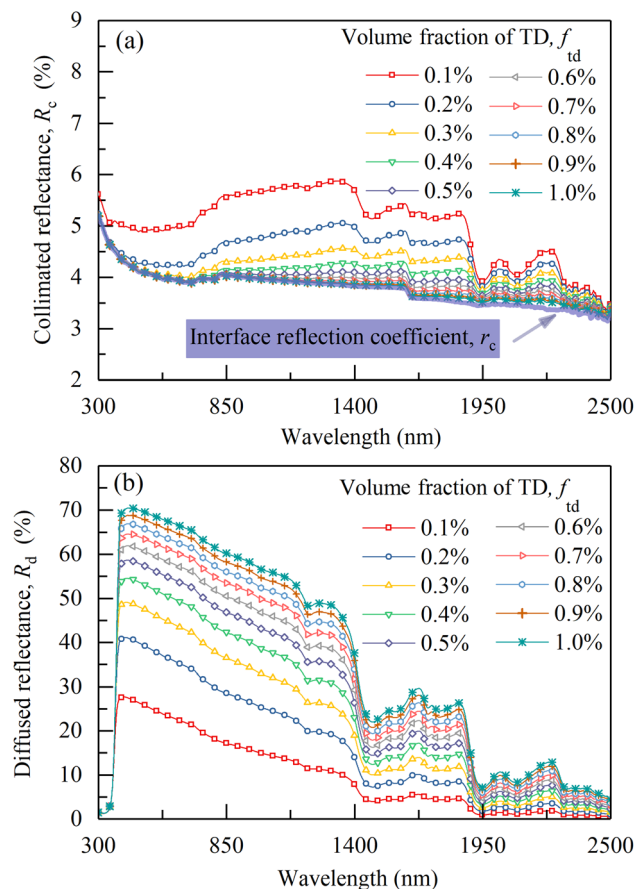 (a)
Volume fraction of TD, f td
0.1% 0.6%
0.2% 0.7%
0.3% 0.8%
0.4% 0.9%
0.5% 1.0%
Interface reflection coefficient, rc
Collimated reflectance, Rc (%)
9
8
7
6
5
4
3
2
300 850 1400 1950 2500
Wavelength (nm)
(b)
Volume fraction of TD, f td
0.1% 0.6%
0.2% 0.7%
0.3% 0.8%
0.4% 0.9%
0.5% 1.0%
Diffused reflectance, Rd (%)
80
70
60
50
40
30
20
10
0
300 850 1400 1950 2500
Wavelength (nm)